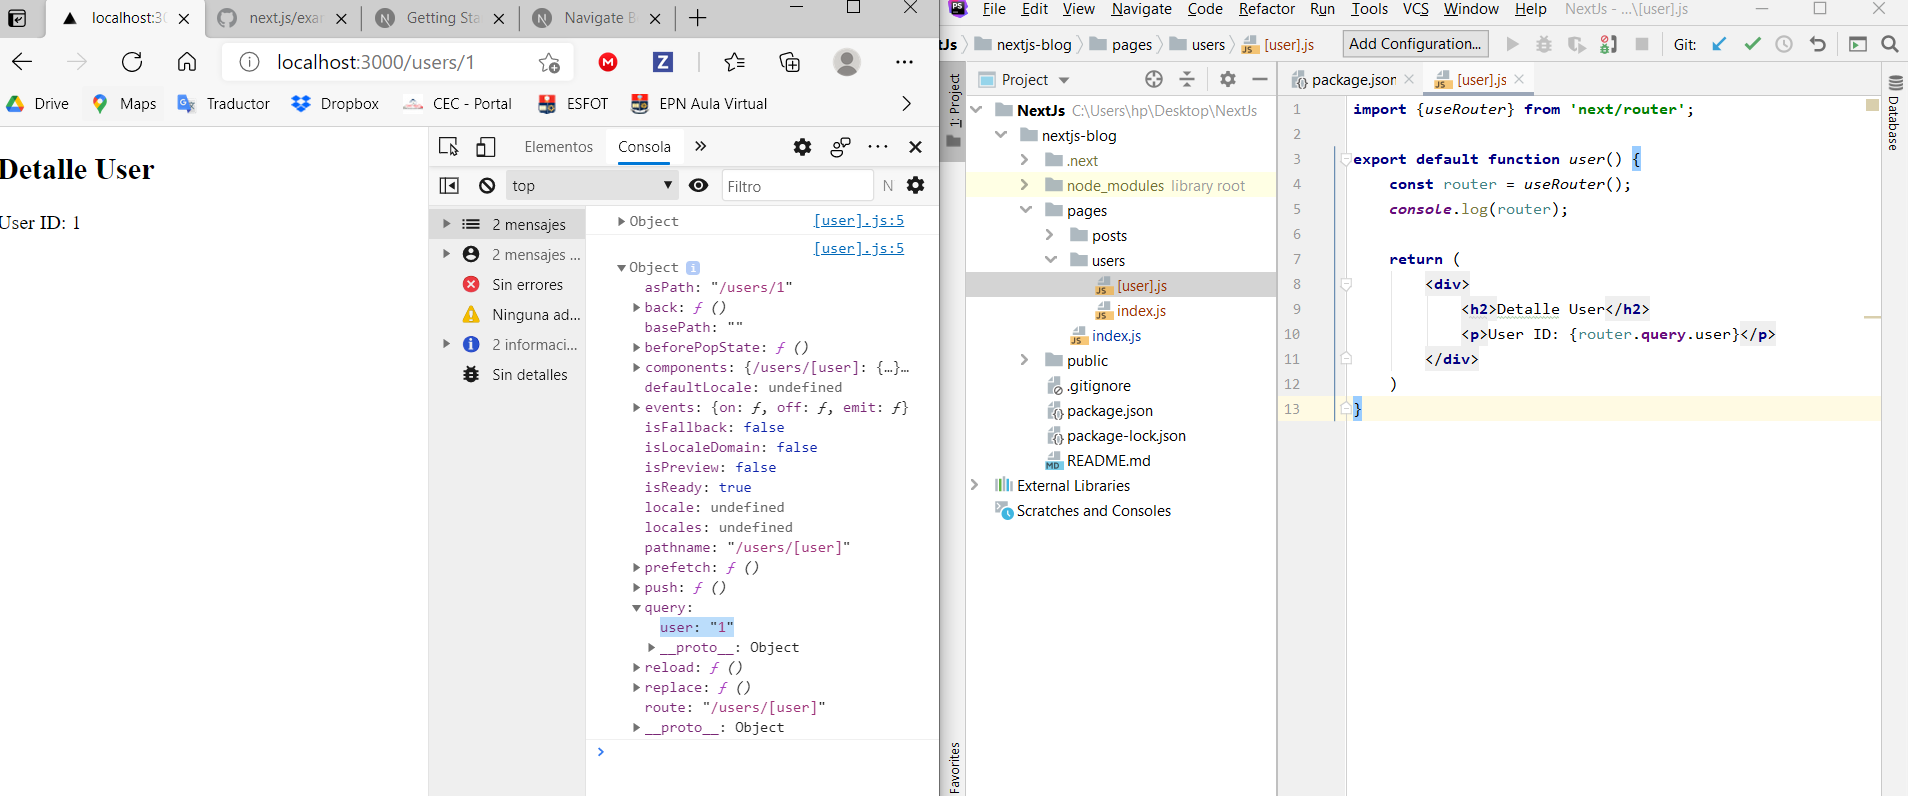 localhost:30
next.js/exar
Getting Sta
Navigate B
localhost:3000/users/1
Drive
Maps
Traductor
Dropbox
CEC - Portal
ESFOT
EPN Aula Virtual
Detalle User
User ID: 1
Elementos
Consola
top
Filtro
N
2 mensajes
2 mensajes ...
Sin errores
Ninguna ad...
2 informaci...
Sin detalles
Object
[user].js:5
[user].js:5
Object
asPath: "/users/1"
back: ƒ ()
basePath: ""
beforePopState: ƒ ()
components: {/users/[user]: {…}…
defaultLocale: undefined
events: {on: ƒ, off: ƒ, emit: ƒ}
isFallback: false
isLocaleDomain: false
isPreview: false
isReady: true
locale: undefined
locales: undefined
pathname: "/users/[user]"
prefetch: ƒ ()
push: ƒ ()
query:
user: "1"
__proto__: Object
reload: ƒ ()
replace: ƒ ()
route: "/users/[user]"
__proto__: Object
PS
File Edit View Navigate Code Refactor Run Tools VCS Window Help NextJs - ...\[user].js
Js
nextjs-blog
pages
users
[user].js
Add Configuration...
Git:
1: Project
Favorites
Project
NextJs C:\Users\hp\Desktop\NextJs
nextjs-blog
.next
node_modules library root
pages
posts
users
[user].js
index.js
index.js
public
.gitignore
package.json
package-lock.json
README.md
External Libraries
Scratches and Consoles
package.json
[user].js
1 import {useRouter} from 'next/router';
2
3 export default function user() {
4 const router = useRouter();
5 console.log(router);
6
7 return (
8 <div>
9 <h2>Detalle User</h2>
10 <p>User ID: {router.query.user}</p>
11 </div>
12 )
13 }
Database